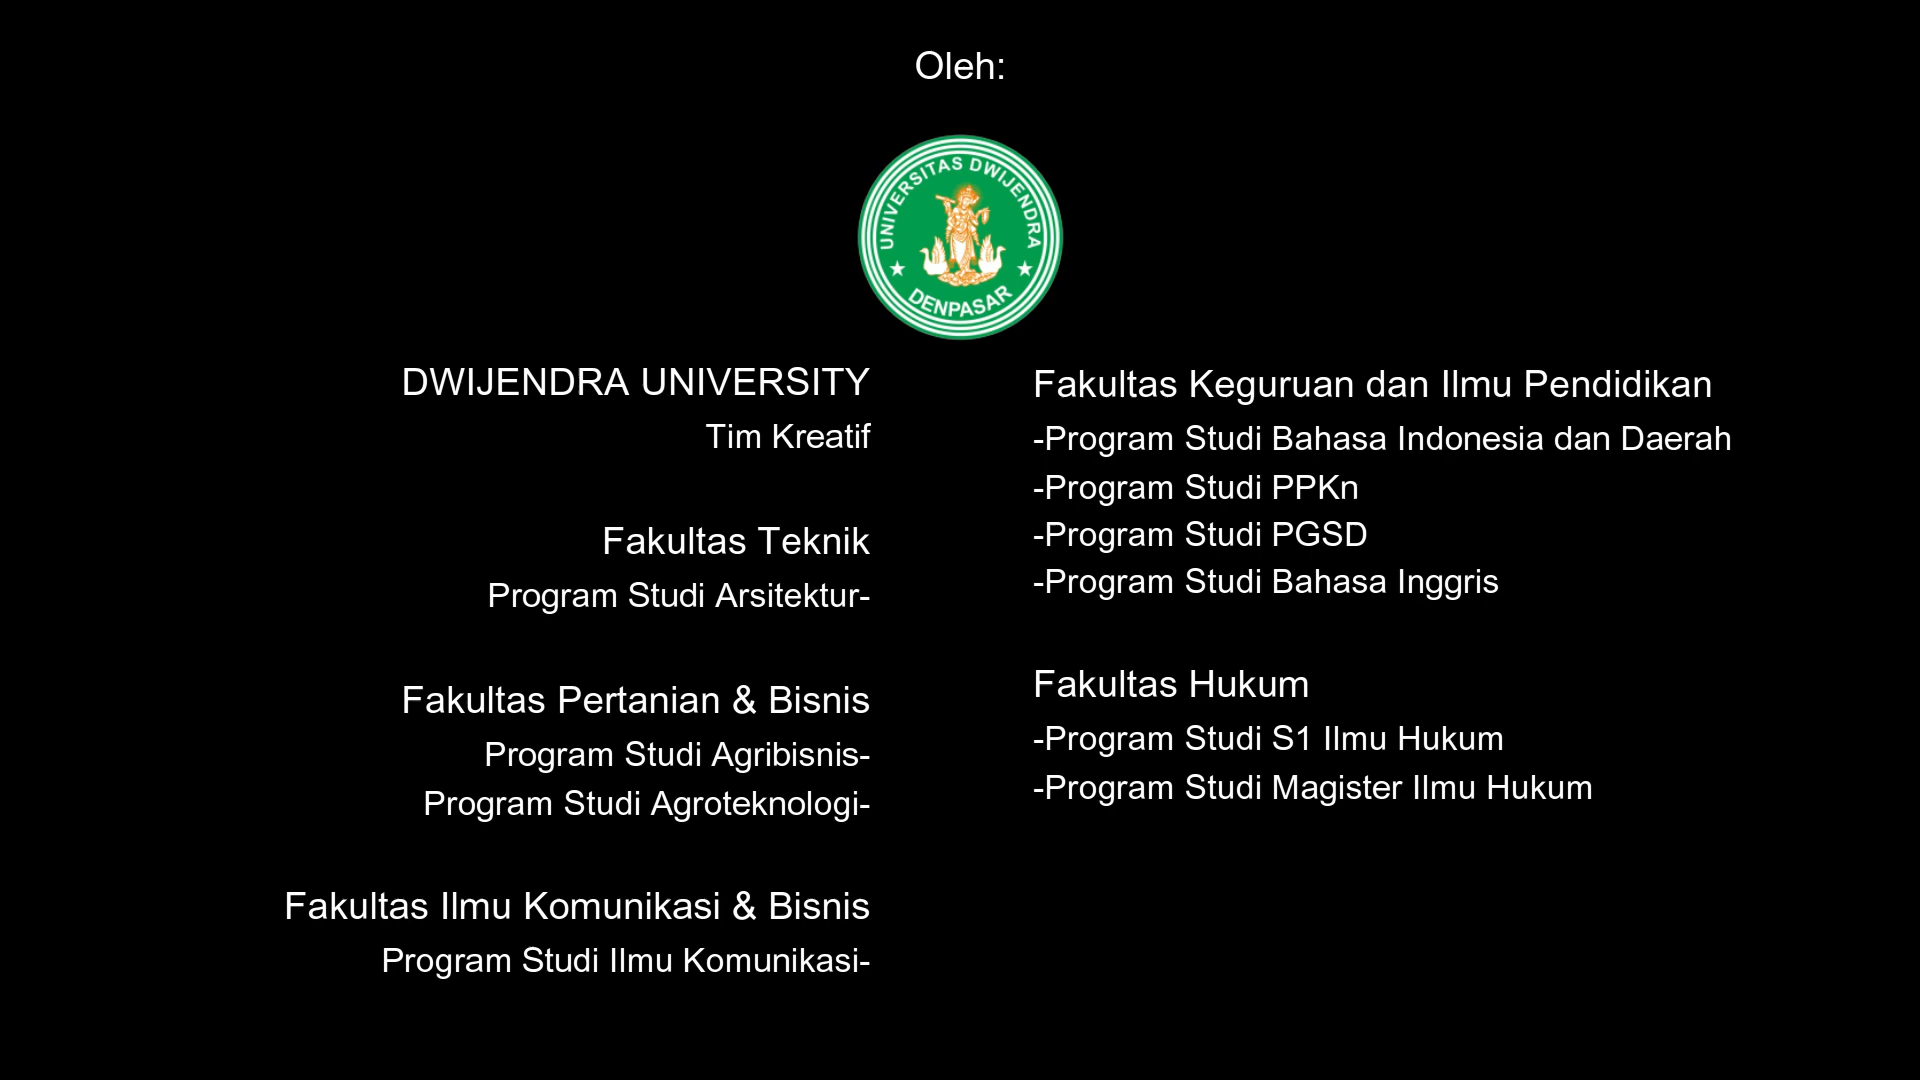 Oleh:
UNIVERSITAS DWIJENDRA
DENPASAR
DWIJENDRA UNIVERSITY
Tim Kreatif
Fakultas Teknik
Program Studi Arsitektur-
Fakultas Pertanian & Bisnis
Program Studi Agribisnis-
Program Studi Agroteknologi-
Fakultas Ilmu Komunikasi & Bisnis
Program Studi Ilmu Komunikasi-
Fakultas Keguruan dan Ilmu Pendidikan
-Program Studi Bahasa Indonesia dan Daerah
-Program Studi PPKn
-Program Studi PGSD
-Program Studi Bahasa Inggris
Fakultas Hukum
-Program Studi S1 Ilmu Hukum
-Program Studi Magister Ilmu Hukum